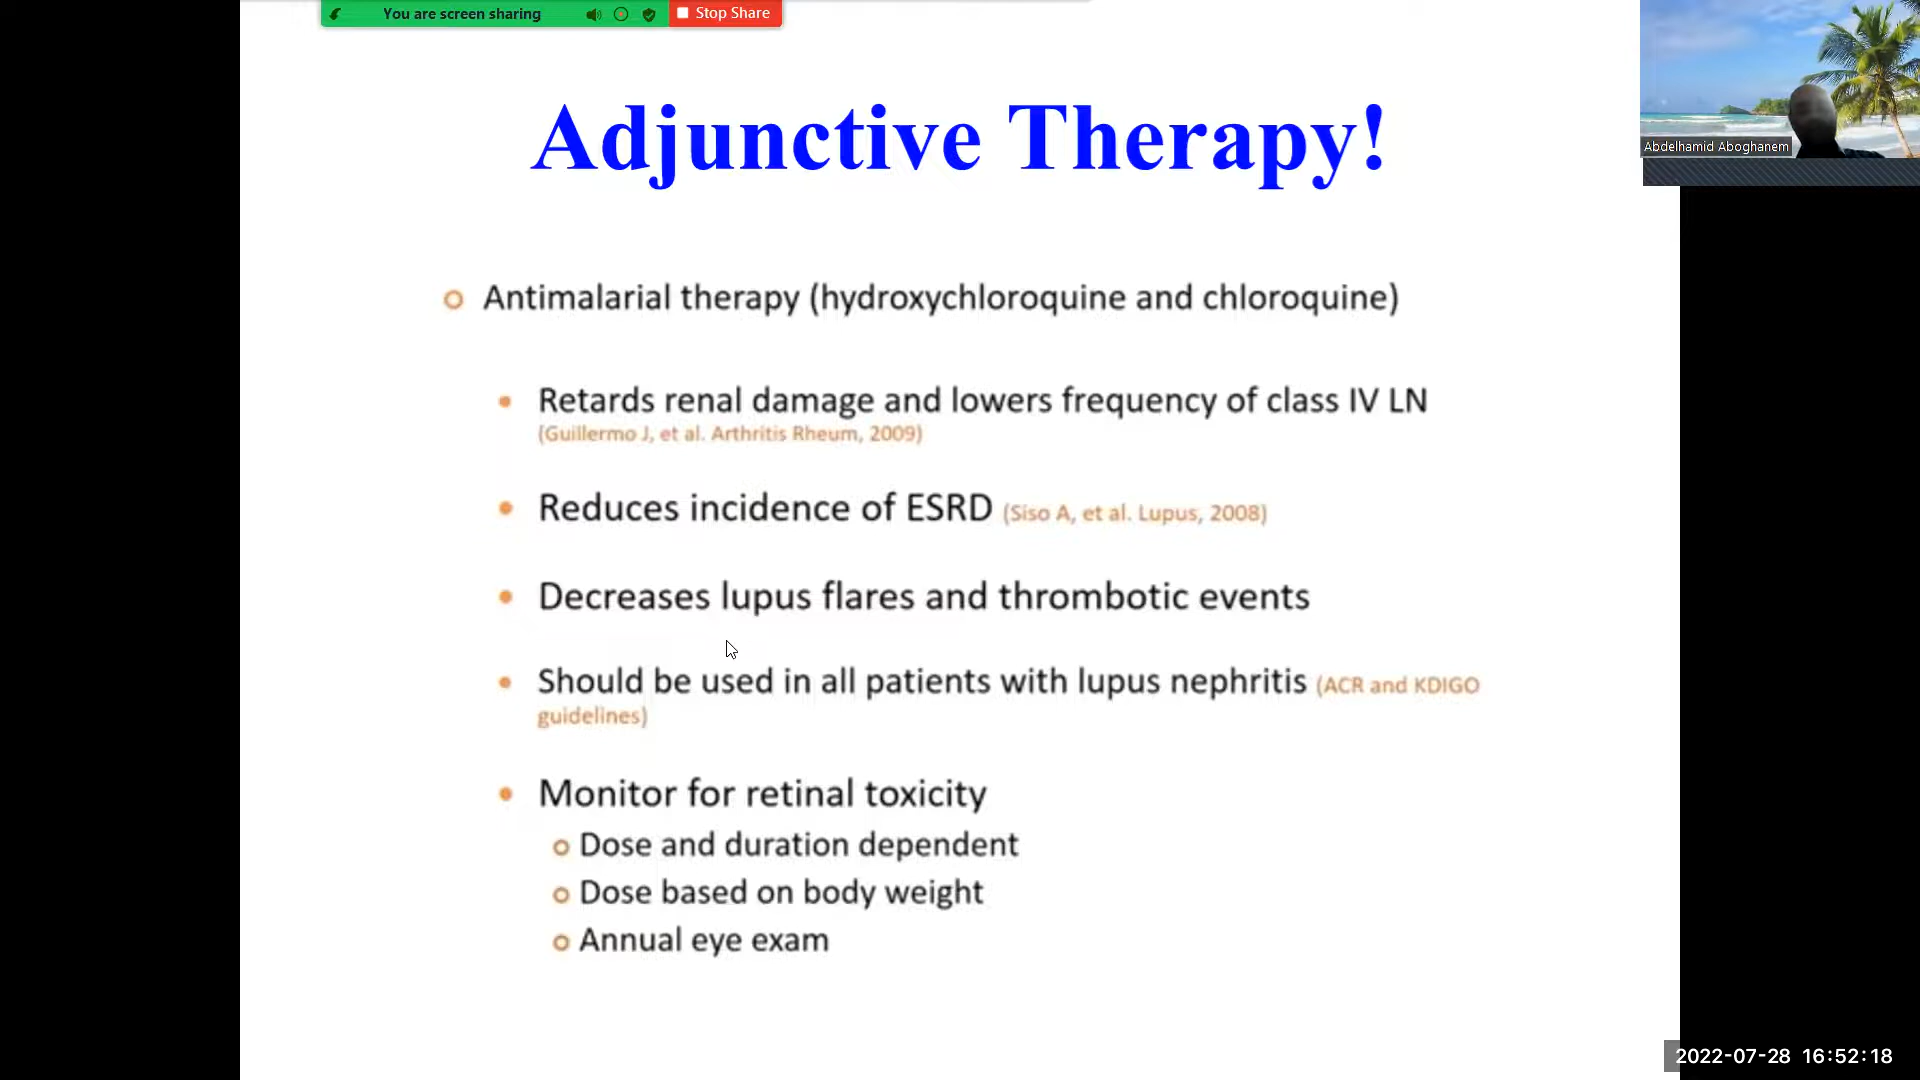 You are screen sharing
Stop Share
Adjunctive Therapy!
Abdelhamid Aboghanem
Antimalarial therapy (hydroxychloroquine and chloroquine)
Retards renal damage and lowers frequency of class IV LN
(Guillermo J, et al. Arthritis Rheum, 2009)
Reduces incidence of ESRD (Siso A, et al. Lupus, 2008)
Decreases lupus flares and thrombotic events
Should be used in all patients with lupus nephritis (ACR and KDIGO
guidelines)
Monitor for retinal toxicity
Dose and duration dependent
Dose based on body weight
Annual eye exam
2022-07-28 16:52:18